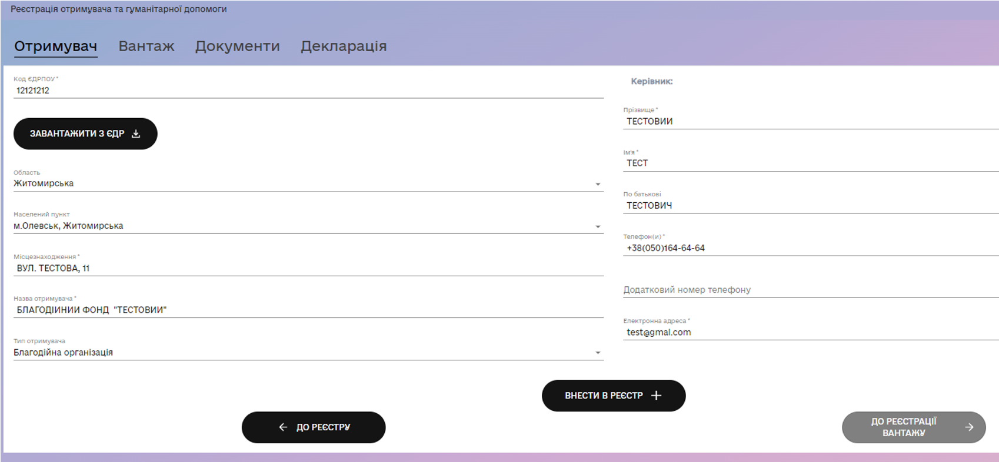 Реєстрація отримувача та гуманітарної допомоги
Отримувач Вантаж Документи Декларація
Код ЄДРПОУ *
12121212
ЗАВАНТАЖИТИ З ЄДР
Область
Житомирська
Населений пункт
м.Олевськ, Житомирська
Місцезнаходження *
ВУЛ. ТЕСТОВА, 11
Назва отримувача *
БЛАГОДІИНИИ ФОНД "ТЕСТОВИИ"
Тип отримувача
Благодійна організація
Керівник:
Прізвище *
ТЕСТОВИИ
Ім'я *
ТЕСТ
По батькові
ТЕСТОВИЧ
Телефон(и) *
+38(050)164-64-64
Додатковий номер телефону
Електронна адреса *
test@gmal.com
ВНЕСТИ В РЕЄСТР +
← ДО РЕЄСТРУ
ДО РЕЄСТРАЦІЇ
ВАНТАЖУ →